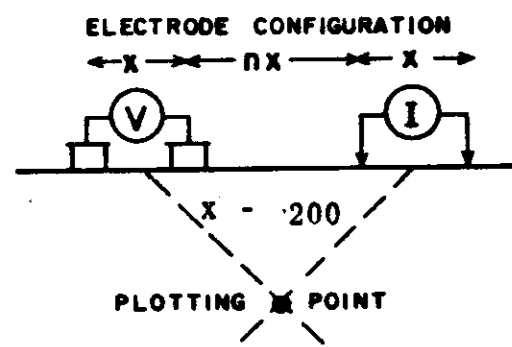 ELECTRODE CONFIGURATION
X nX X
V I
X - 200
PLOTTING POINT